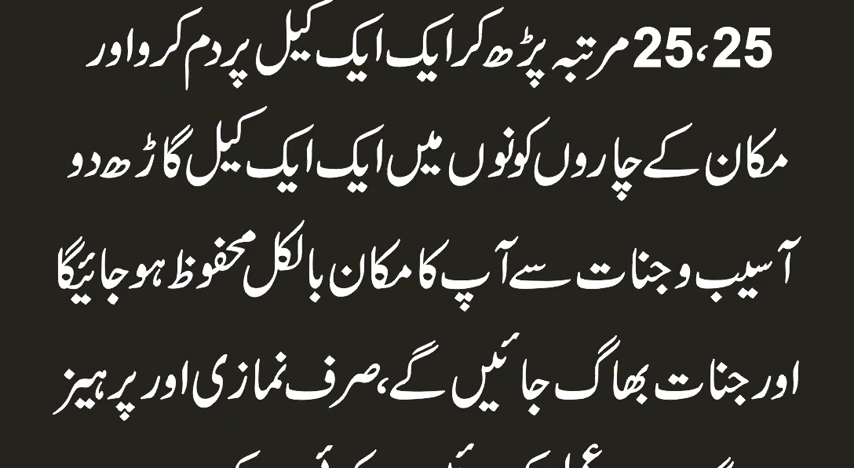 25،25 مرتبہ پڑھ کر ایک ایک کیل پر دم کرو اور
مکان کے چاروں کونوں میں ایک ایک کیل گاڑھ دو
آسیب و جنات سے آپ کا مکان بالکل محفوظ ہو جائیگا
اور جنات بھاگ جائیں گے، صرف نمازی اور پرہیز